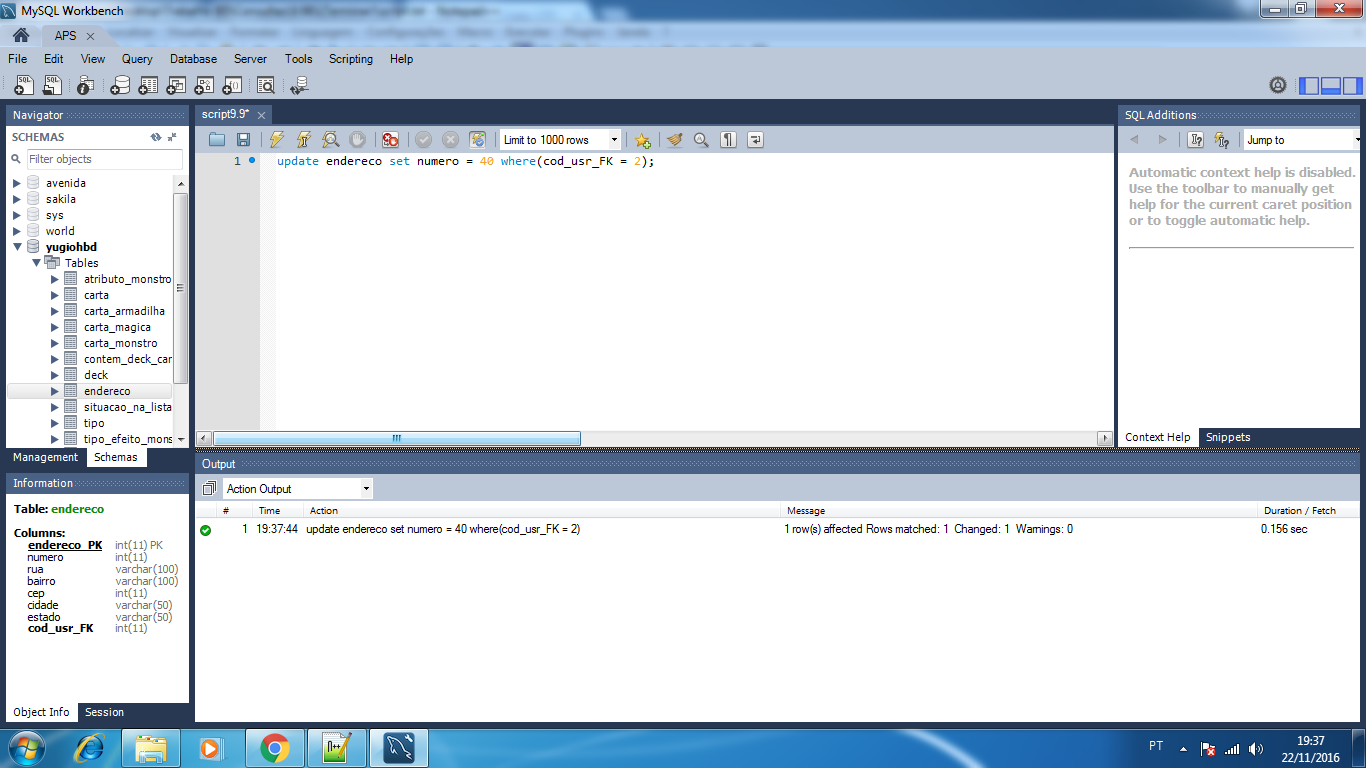 MySQL Workbench
APS
File Edit View Query Database Server Tools Scripting Help
Navigator
SCHEMAS
Filter objects
avenida
sakila
sys
world
yugiohbd
Tables
atributo_monstro
carta
carta_armadilha
carta_magica
carta_monstro
contem_deck_car
deck
endereco
situacao_na_lista
tipo
tipo_efeito_mons
Management Schemas
Information
Table: endereco
Columns:
endereco_PK int(11) PK
numero int(11)
rua varchar(100)
bairro varchar(100)
cep int(11)
cidade varchar(50)
estado varchar(50)
cod_usr_FK int(11)
Object Info Session
script9.9*
Limit to 1000 rows
1 update endereco set numero = 40 where(cod_usr_FK = 2);
SQL Additions
Jump to
Automatic context help is disabled.
Use the toolbar to manually get
help for the current caret position
or to toggle automatic help.
Context Help Snippets
Output
Action Output
# Time Action Message Duration / Fetch
1 19:37:44 update endereco set numero = 40 where(cod_usr_FK = 2) 1 row(s) affected Rows matched: 1 Changed: 1 Warnings: 0 0.156 sec
PT
19:37
22/11/2016